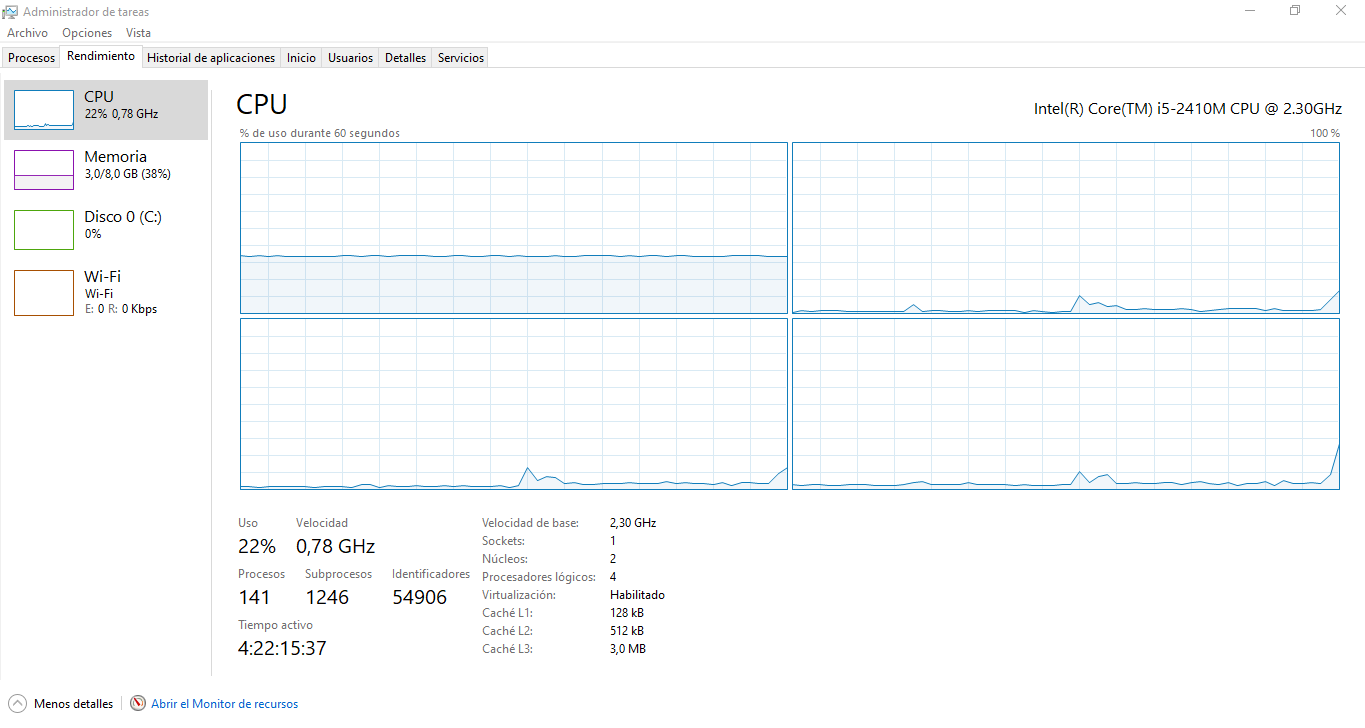 Administrador de tareas
Archivo Opciones Vista
Procesos Rendimiento Historial de aplicaciones Inicio Usuarios Detalles Servicios
CPU
22% 0,78 GHz
Memoria
3,0/8,0 GB (38%)
Disco 0 (C:)
0%
Wi-Fi
Wi-Fi
E: 0 R: 0 Kbps
CPU
Intel(R) Core(TM) i5-2410M CPU @ 2.30GHz
% de uso durante 60 segundos
100 %
Uso Velocidad
22% 0,78 GHz
Procesos Subprocesos Identificadores
141 1246 54906
Tiempo activo
4:22:15:37
Velocidad de base: 2,30 GHz
Sockets: 1
Núcleos: 2
Procesadores lógicos: 4
Virtualización: Habilitado
Caché L1: 128 kB
Caché L2: 512 kB
Caché L3: 3,0 MB
Menos detalles
Abrir el Monitor de recursos